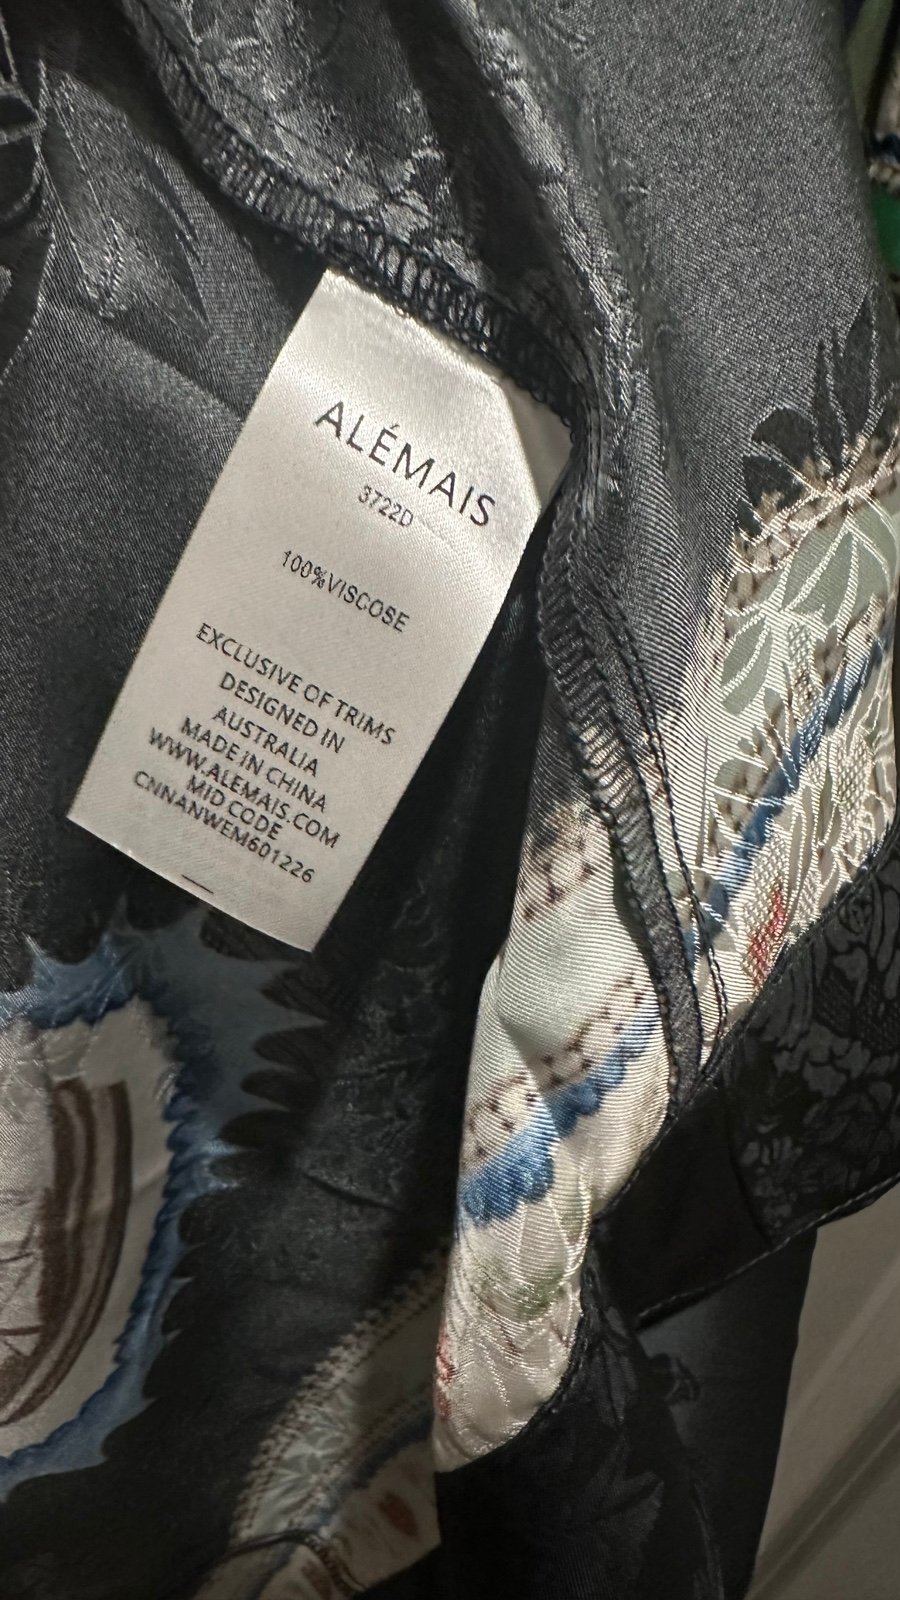 ALÉMAIS
3722D
100%VISCOSE
EXCLUSIVE OF TRIMS
DESIGNED IN
AUSTRALIA
MADE IN CHINA
WWW.ALEMAIS.COM
MID CODE
CNNANWEM601226